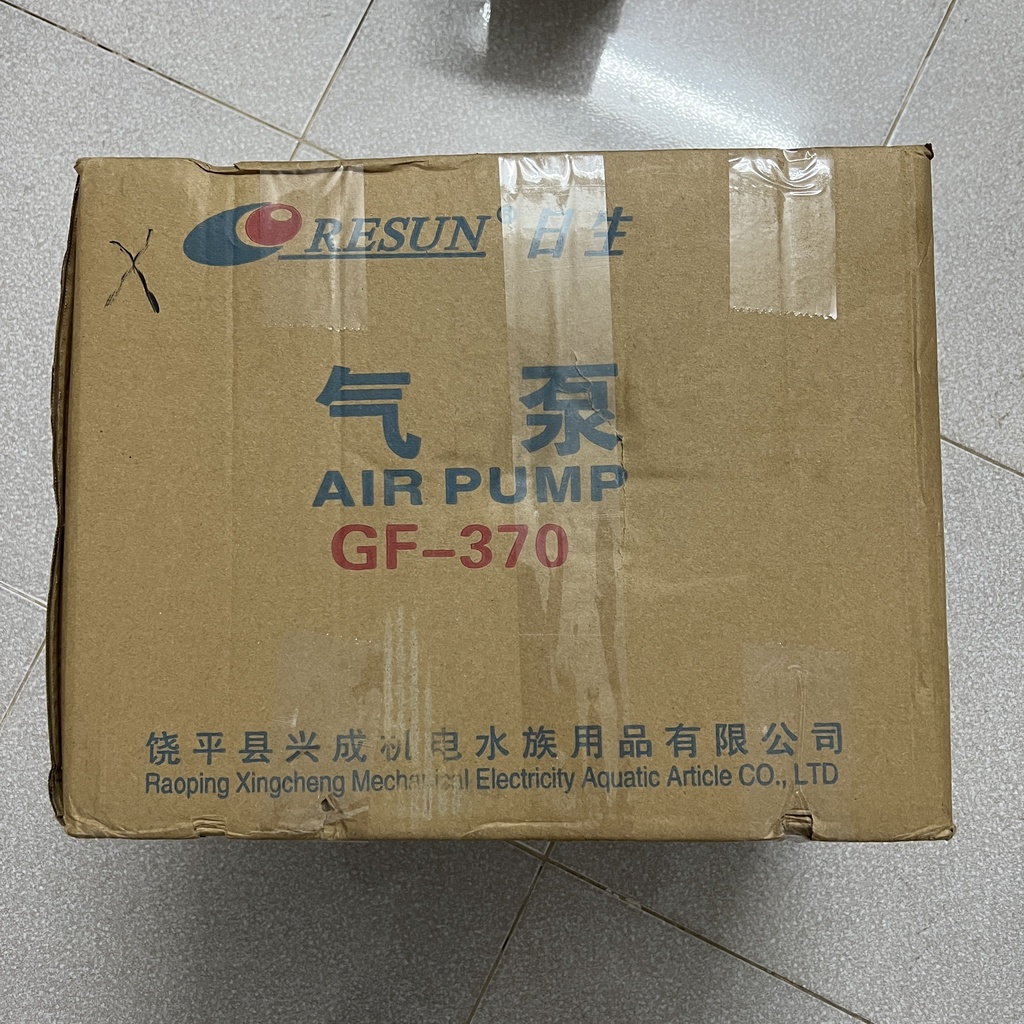 RESUN® 日生
气 泵
AIR PUMP
GF-370
饶平县兴成机电水族用品有限公司
Raoping Xingcheng Mechanical Electricity Aquatic Article CO., LTD
X